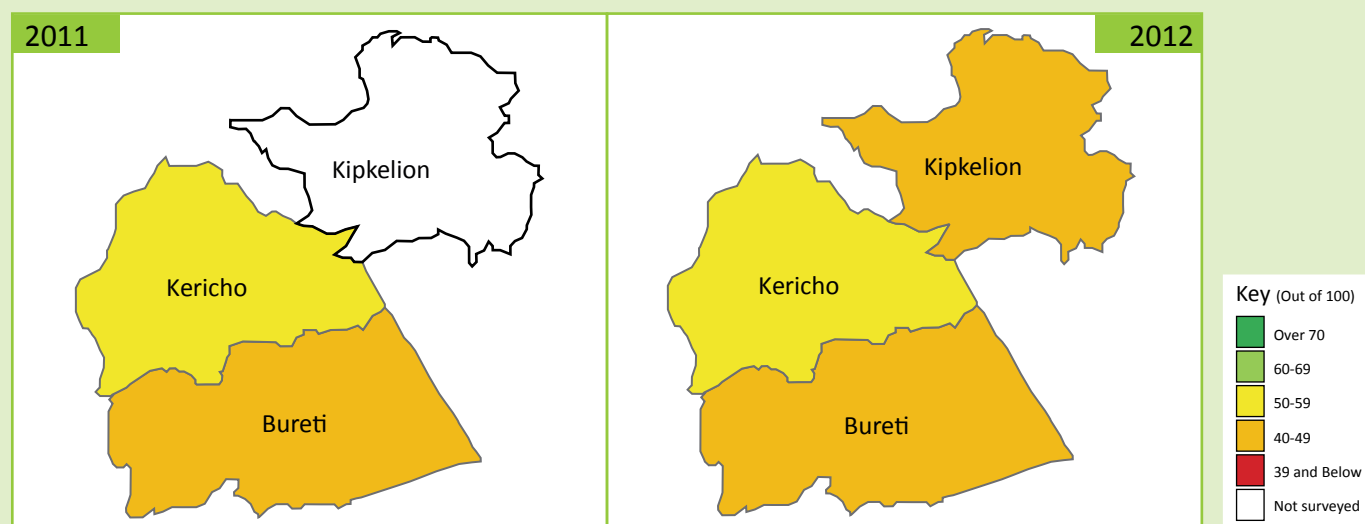 2011
Kipkelion
Kericho
Bureti
2012
Kipkelion
Kericho
Bureti
Key (Out of 100)
Over 70
60-69
50-59
40-49
39 and Below
Not surveyed